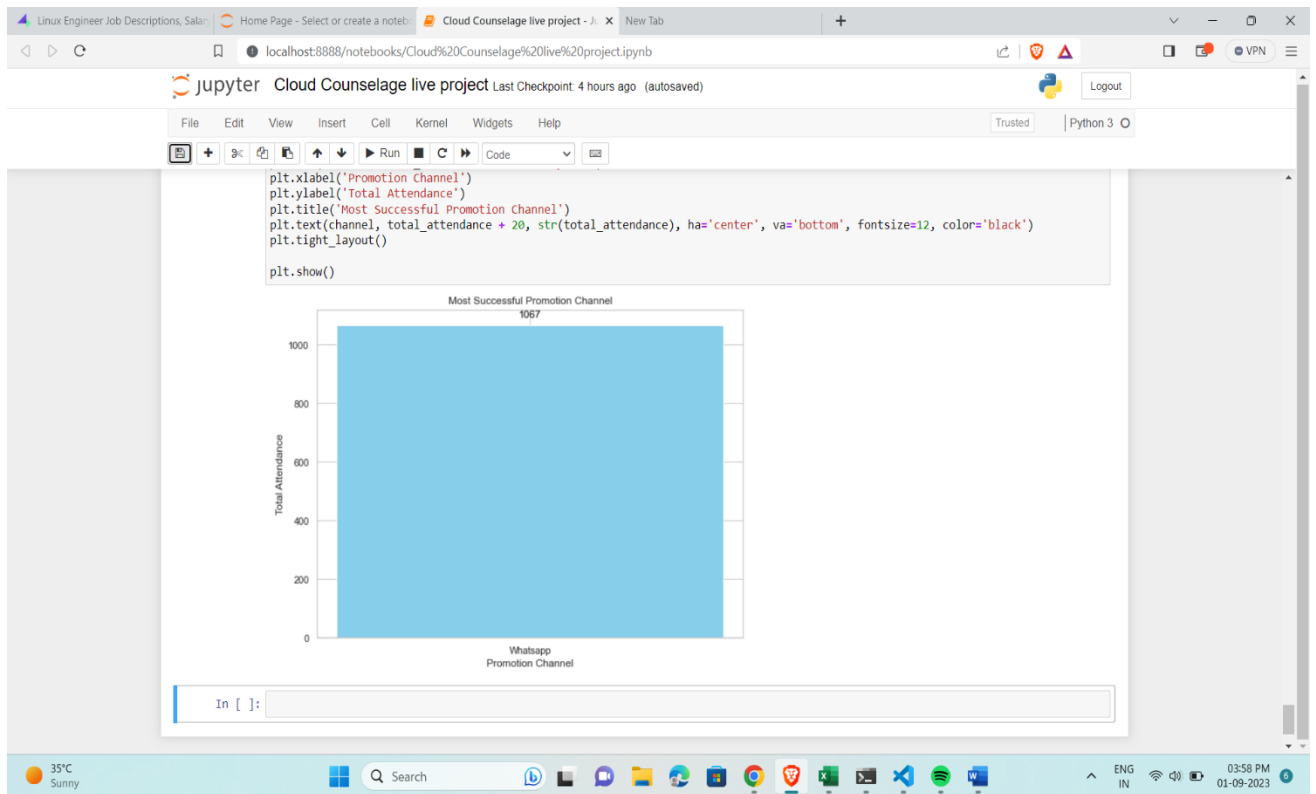 Linux Engineer Job Descriptions, Salar
Home Page - Select or create a notebo
Cloud Counselage live project - Ju
New Tab
localhost:8888/notebooks/Cloud%20Counselage%20live%20project.ipynb
VPN
jupyter Cloud Counselage live project Last Checkpoint: 4 hours ago (autosaved)
Logout
File Edit View Insert Cell Kernel Widgets Help
Trusted
Python 3
Run
Code
plt.xlabel('Promotion Channel')
plt.ylabel('Total Attendance')
plt.title('Most Successful Promotion Channel')
plt.text(channel, total_attendance + 20, str(total_attendance), ha='center', va='bottom', fontsize=12, color='black')
plt.tight_layout()
plt.show()
Most Successful Promotion Channel
1067
1000
800
600
400
200
0
Total Attendance
Whatsapp
Promotion Channel
In [ ]:
35°C
Sunny
Search
ENG
IN
03:58 PM
01-09-2023
6